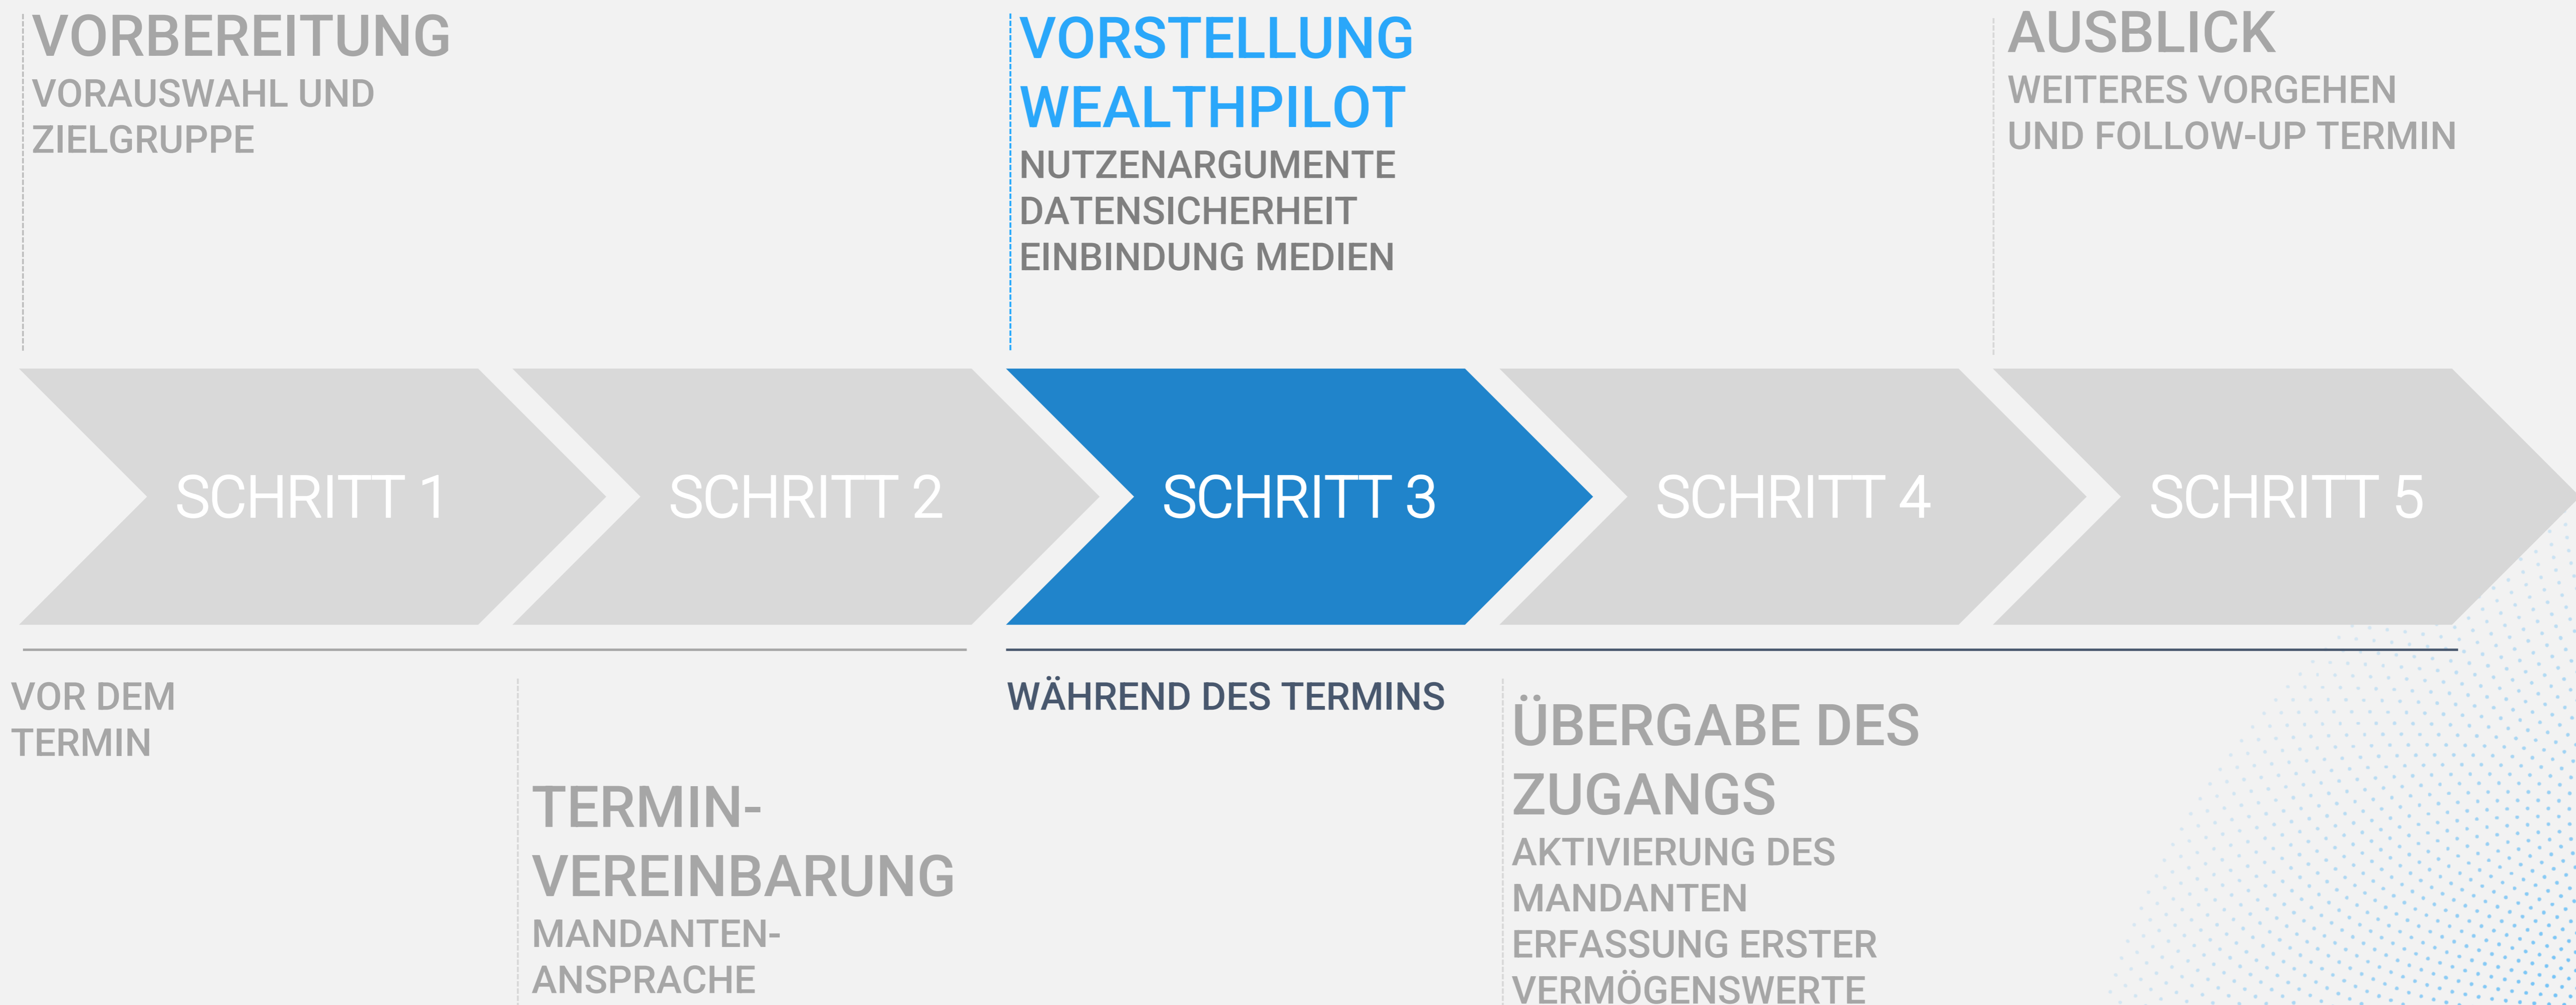 VORBEREITUNG
VORAUSWAHL UND
ZIELGRUPPE
VORSTELLUNG
WEALTHPILOT
NUTZENARGUMENTE
DATENSICHERHEIT
EINBINDUNG MEDIEN
AUSBLICK
WEITERES VORGEHEN
UND FOLLOW-UP TERMIN
SCHRITT 1
SCHRITT 2
SCHRITT 3
SCHRITT 4
SCHRITT 5
VOR DEM
TERMIN
TERMIN-
VEREINBARUNG
MANDANTEN-
ANSPRACHE
WÄHREND DES TERMINS
ÜBERGABE DES
ZUGANGS
AKTIVIERUNG DES
MANDANTEN
ERFASSUNG ERSTER
VERMÖGENSWERTE